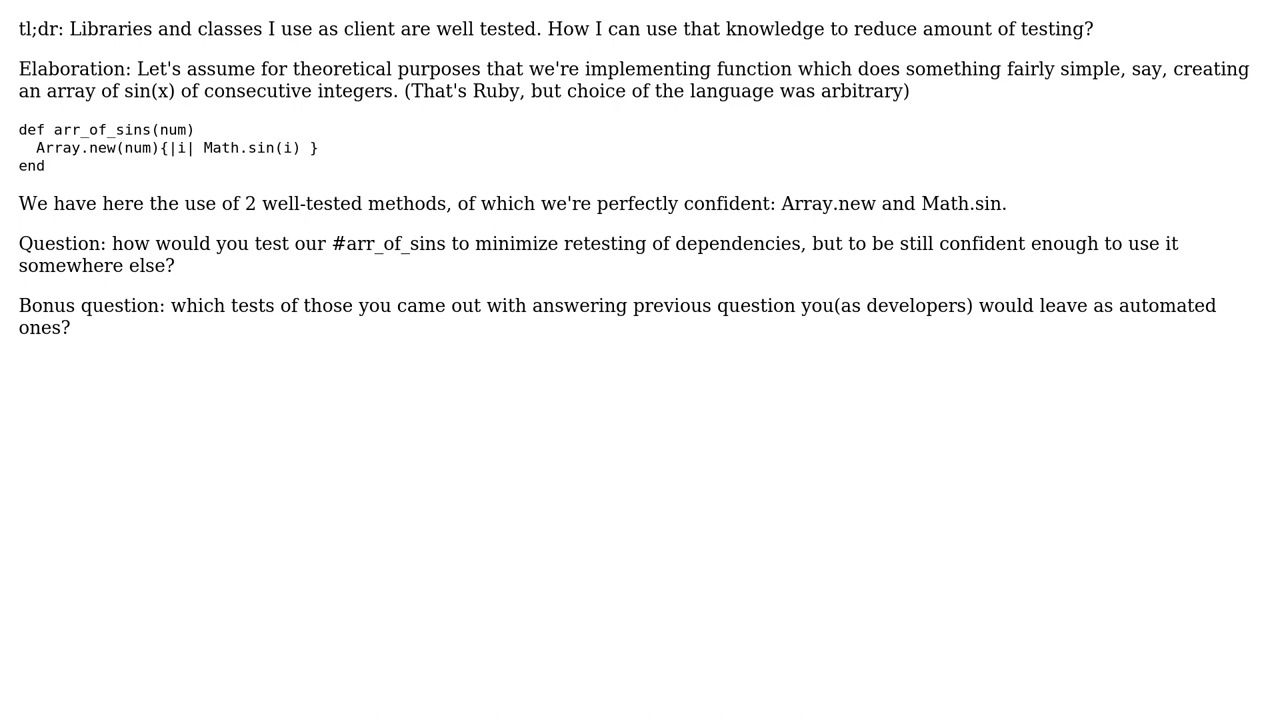 tl;dr: Libraries and classes I use as client are well tested. How I can use that knowledge to reduce amount of testing?
Elaboration: Let's assume for theoretical purposes that we're implementing function which does something fairly simple, say, creating
an array of sin(x) of consecutive integers. (That's Ruby, but choice of the language was arbitrary)
def arr_of_sins(num)
  Array.new(num){|i| Math.sin(i) }
end
We have here the use of 2 well-tested methods, of which we're perfectly confident: Array.new and Math.sin.
Question: how would you test our #arr_of_sins to minimize retesting of dependencies, but to be still confident enough to use it
somewhere else?
Bonus question: which tests of those you came out with answering previous question you(as developers) would leave as automated
ones?